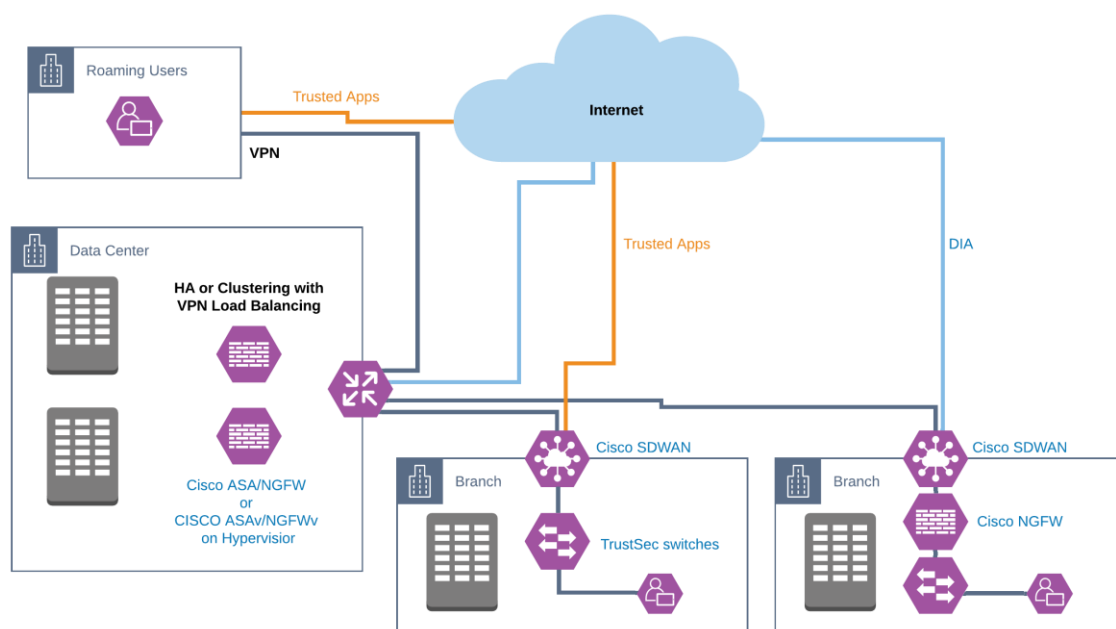 Roaming Users
Trusted Apps
VPN
Internet
Data Center
HA or Clustering with
VPN Load Balancing
Cisco ASA/NGFW
or
CISCO ASAv/NGFWv
on Hypervisior
Trusted Apps
DIA
Cisco SDWAN
Branch
TrustSec switches
Cisco SDWAN
Branch
Cisco NGFW